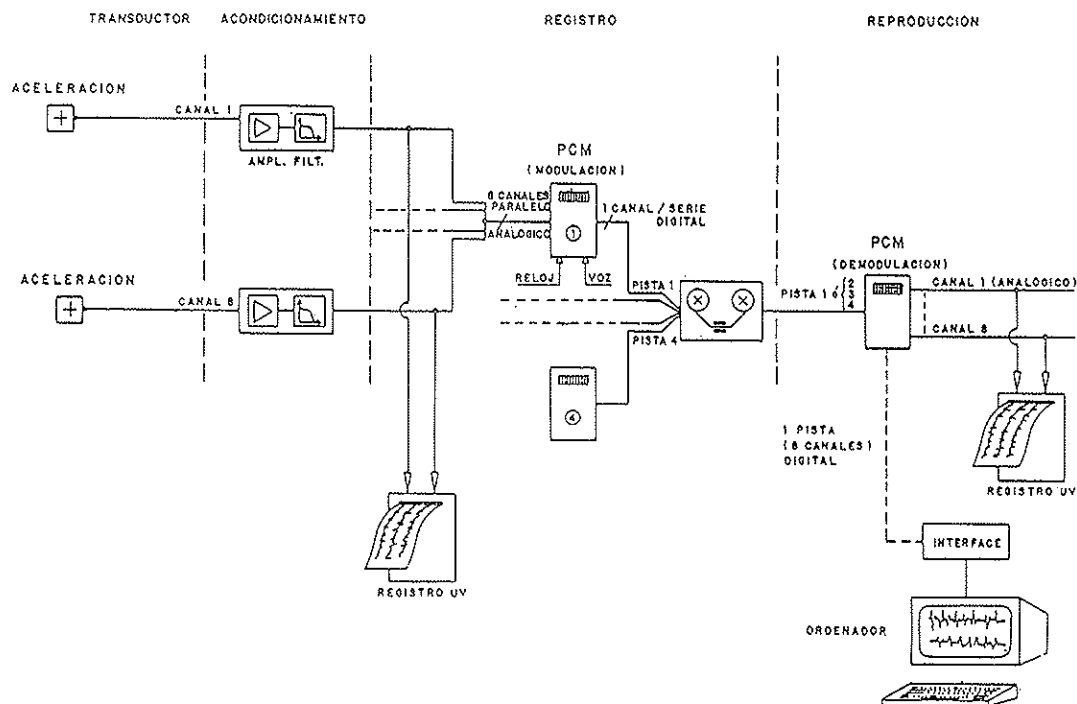 TRANSDUCTOR
ACONDICIONAMIENTO
REGISTRO
REPRODUCCION
ACELERACION
CANAL 1
AMPL. FILT.
PCM
(MODULACION)
8 CANALES
PARALELO
ANALOGICO
1
1 CANAL / SERIE
DIGITAL
RELOJ
VOZ
ACELERACION
CANAL 8
PISTA 1
PISTA 4
4
PISTA 1 ó
2
3
4
PCM
(DEMODULACION)
CANAL 1 (ANALOGICO)
CANAL 8
1 PISTA
(8 CANALES)
DIGITAL
REGISTRO UV
REGISTRO UV
INTERFACE
ORDENADOR